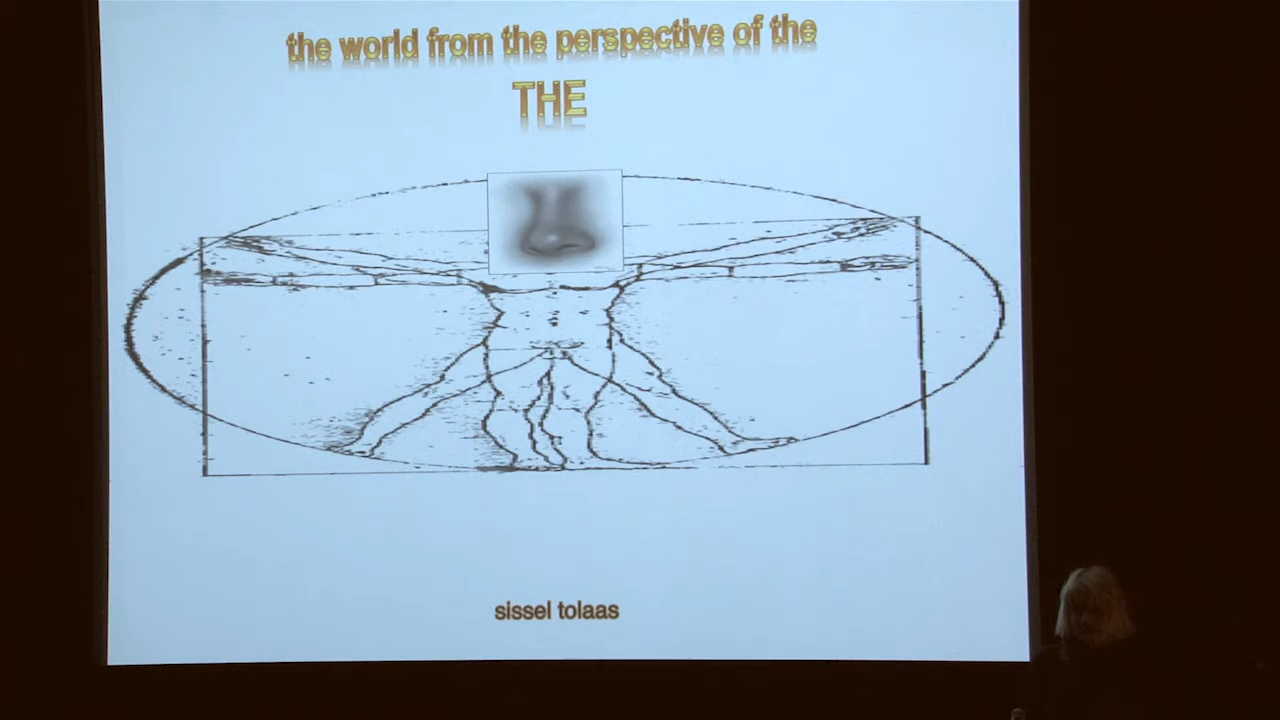 the world from the perspective of the
THE
sissel tolaas